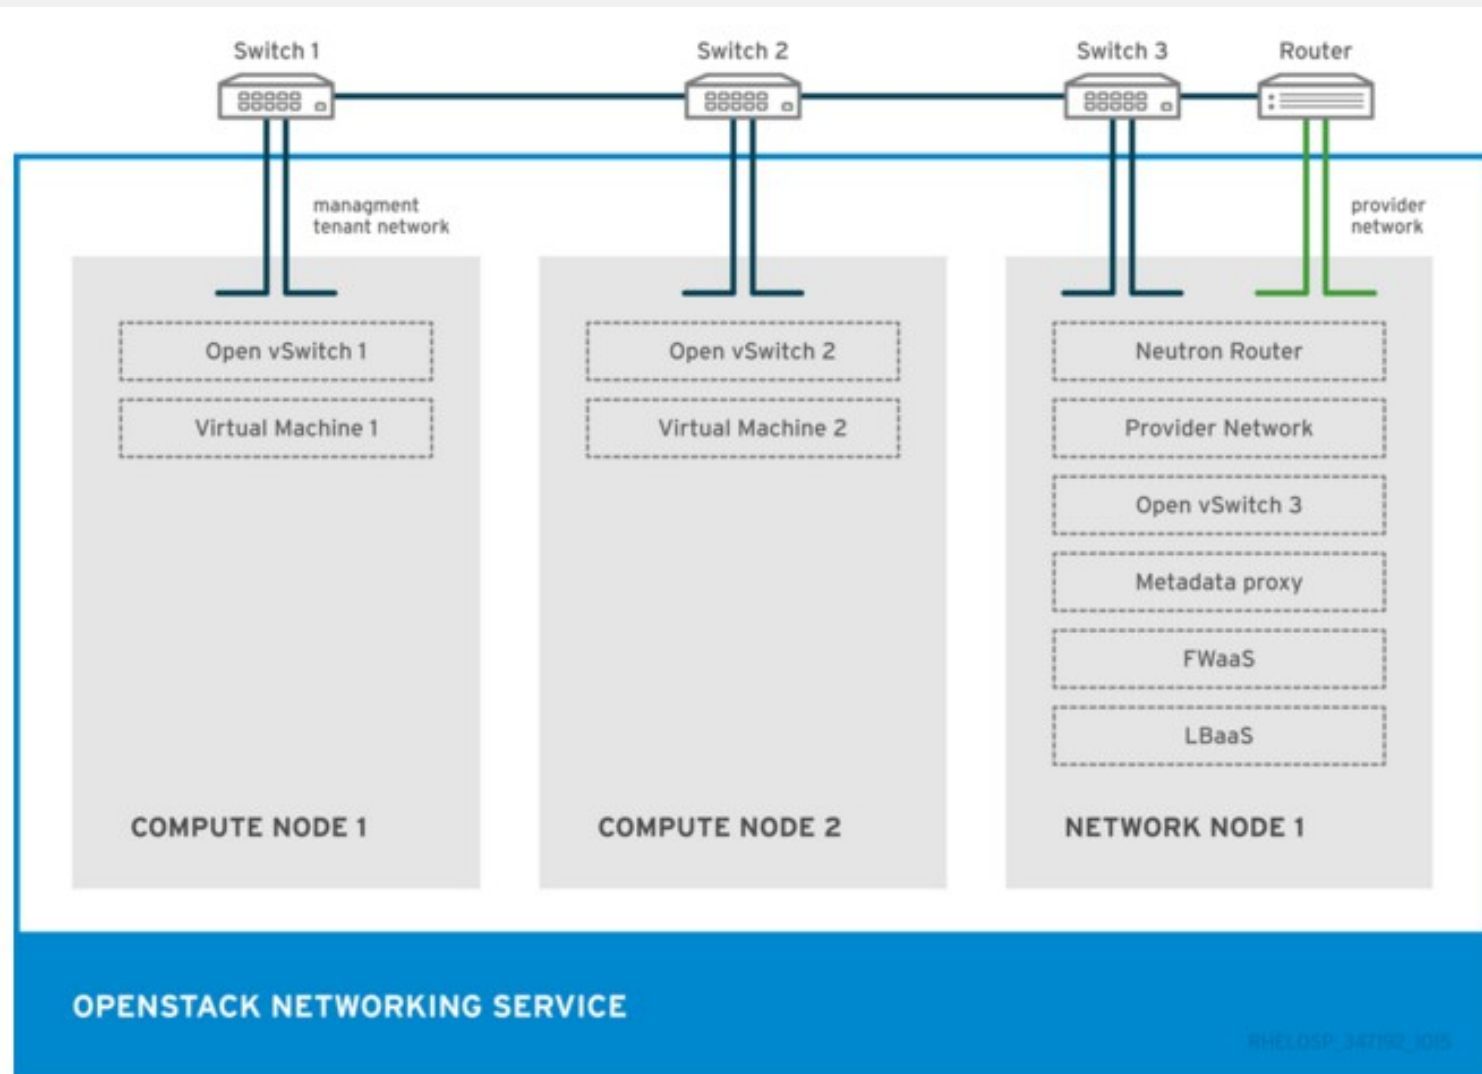 Switch 1
Switch 2
Switch 3
Router
managment
tenant network
provider
network
Open vSwitch 1
Virtual Machine 1
COMPUTE NODE 1
Open vSwitch 2
Virtual Machine 2
COMPUTE NODE 2
Neutron Router
Provider Network
Open vSwitch 3
Metadata proxy
FWaaS
LBaaS
NETWORK NODE 1
OPENSTACK NETWORKING SERVICE
RHELOSP_347192_1015